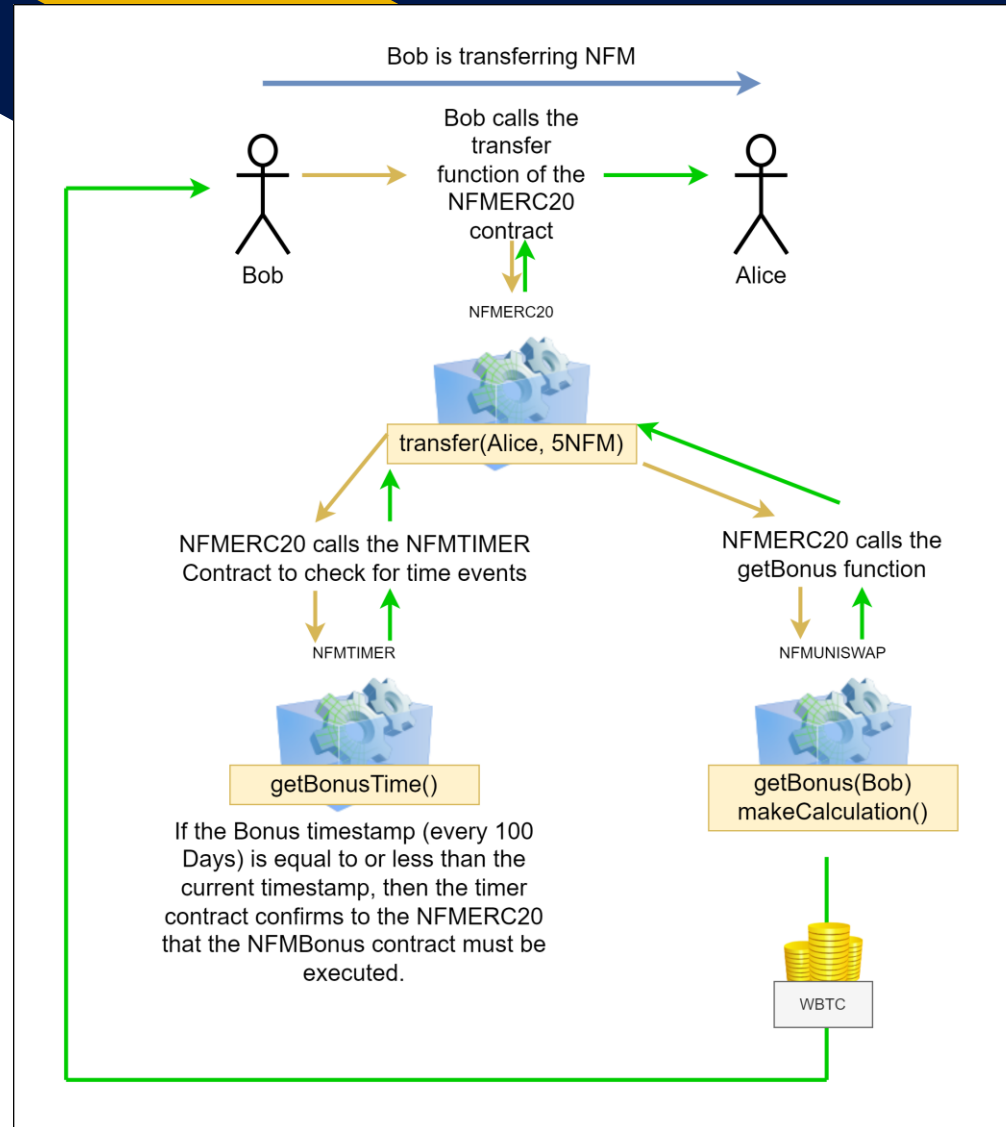 Bob is transferring NFM
Bob calls the
transfer
function of the
NFMERC20
contract
Bob
Alice
NFMERC20
transfer(Alice, 5NFM)
NFMERC20 calls the NFMTIMER
Contract to check for time events
NFMERC20 calls the
getBonus function
NFMTIMER
NFMUNISWAP
getBonusTime()
getBonus(Bob)
makeCalculation()
If the Bonus timestamp (every 100
Days) is equal to or less than the
current timestamp, then the timer
contract confirms to the NFMERC20
that the NFMBonus contract must be
executed.
WBTC